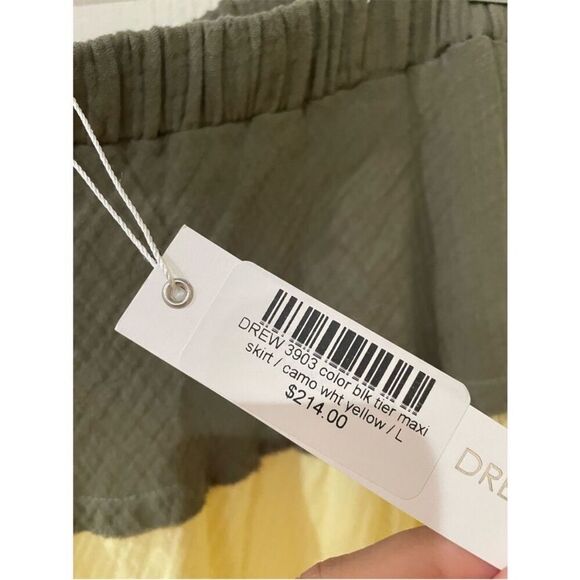 DREW 3903 color blk tier maxi
skirt / camo wht yellow / L
$214.00
DRE